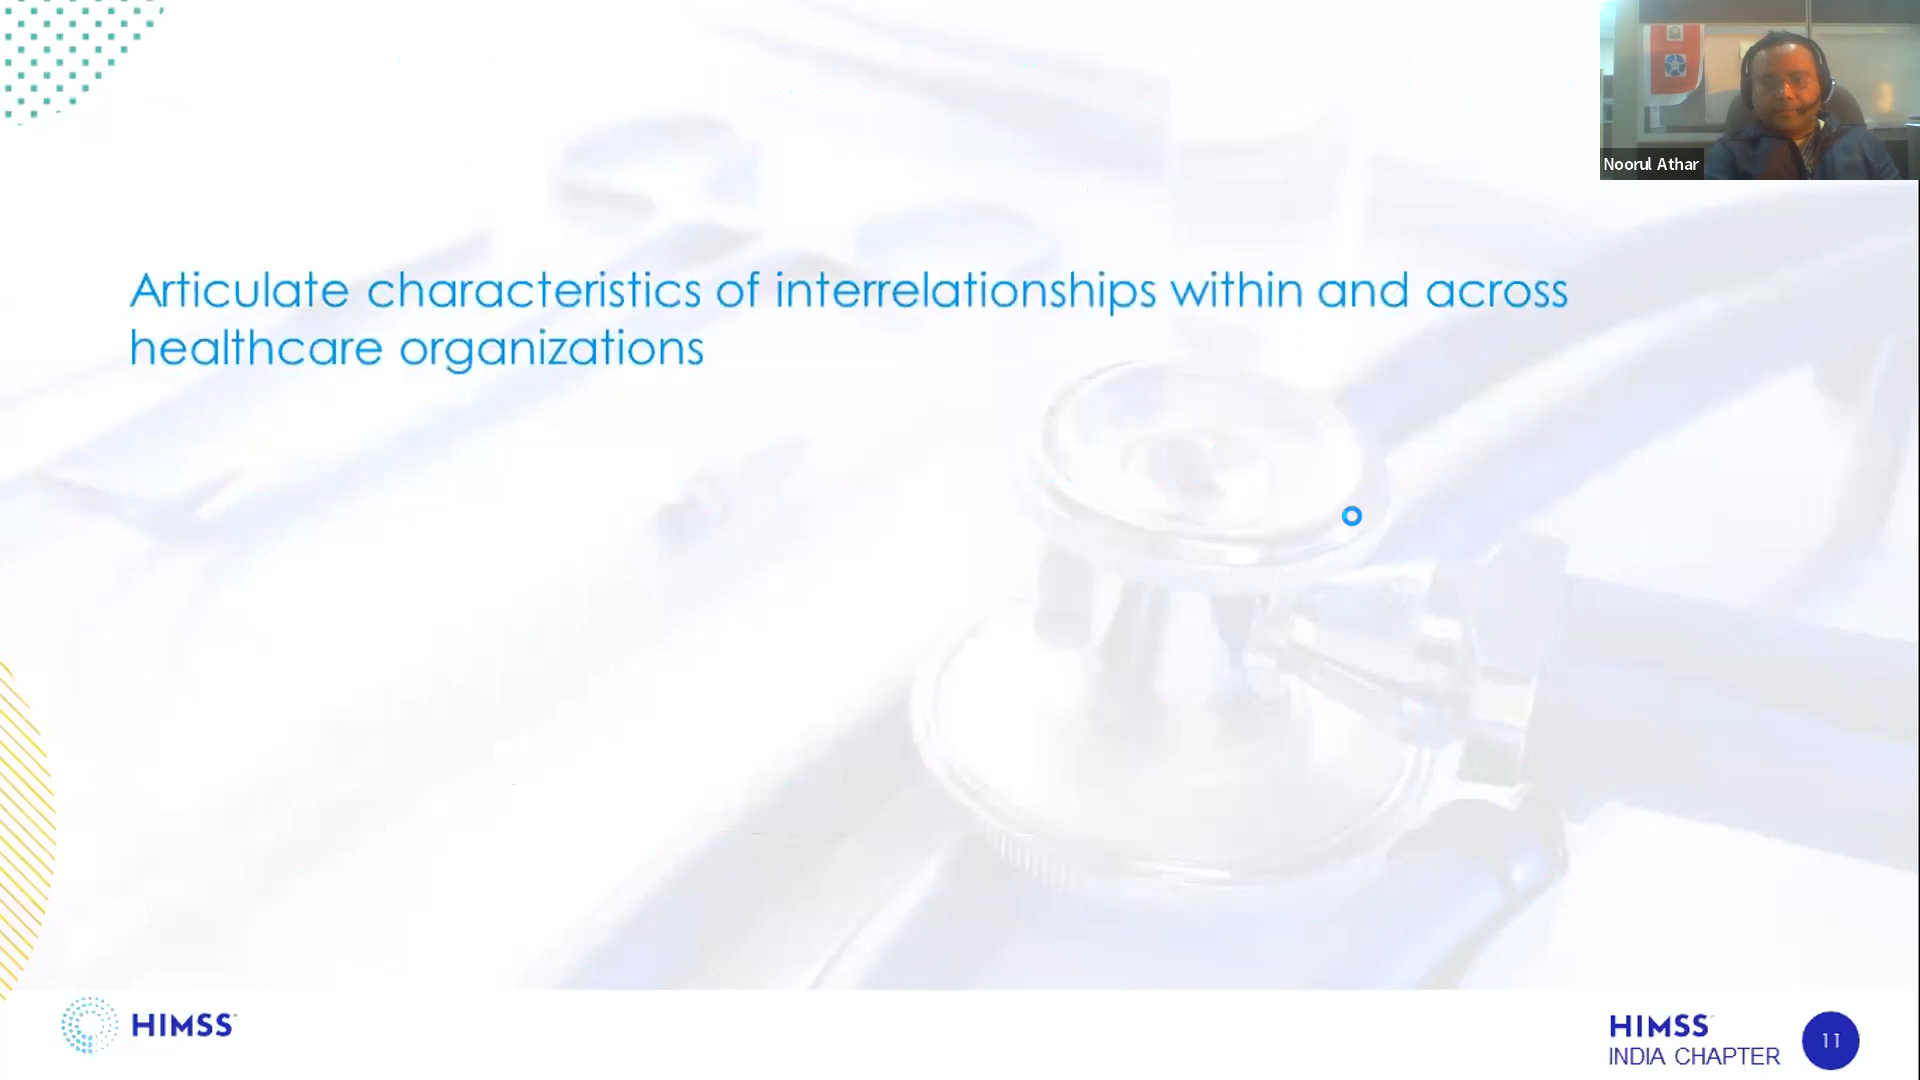 Noorul Athar
Articulate characteristics of interrelationships within and across
healthcare organizations
HIMSS
HIMSS
INDIA CHAPTER
11